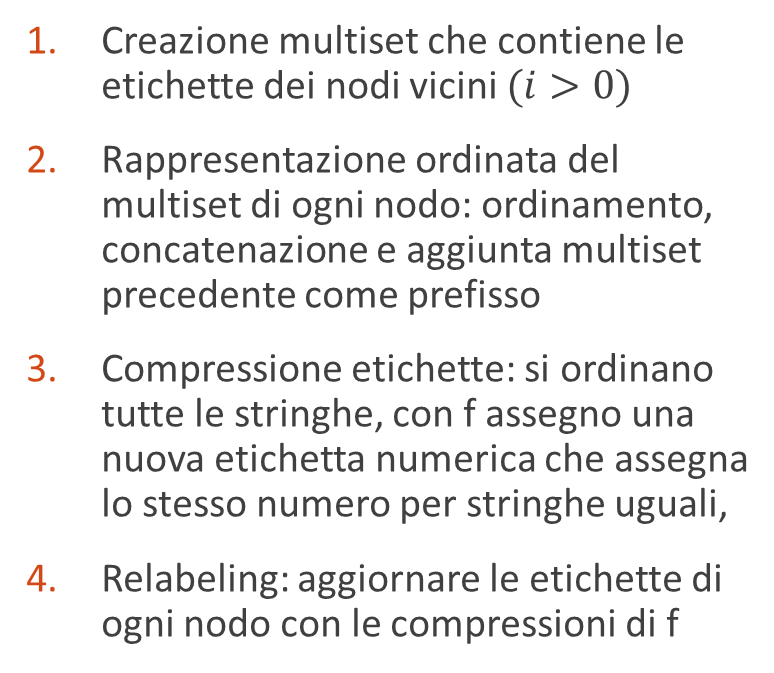 1. Creazione multiset che contiene le
etichette dei nodi vicini (i > 0)
2. Rappresentazione ordinata del
multiset di ogni nodo: ordinamento,
concatenazione e aggiunta multiset
precedente come prefisso
3. Compressione etichette: si ordinano
tutte le stringhe, con f assegno una
nuova etichetta numerica che assegna
lo stesso numero per stringhe uguali,
4. Relabeling: aggiornare le etichette di
ogni nodo con le compressioni di f